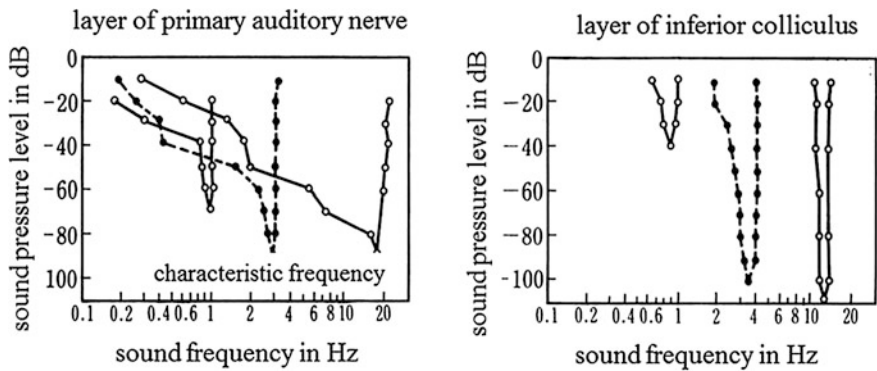 layer of primary auditory nerve
sound pressure level in dB
0
-20
-40
-60
-80
100
characteristic frequency
0.1 0.2 0.4 0.6 1 2 4 6 8 10 20
sound frequency in Hz
layer of inferior colliculus
sound pressure level in dB
0
-20
-40
-60
-80
-100
0.1 0.2 0.4 0.6 1 2 4 6 8 10 20
sound frequency in Hz